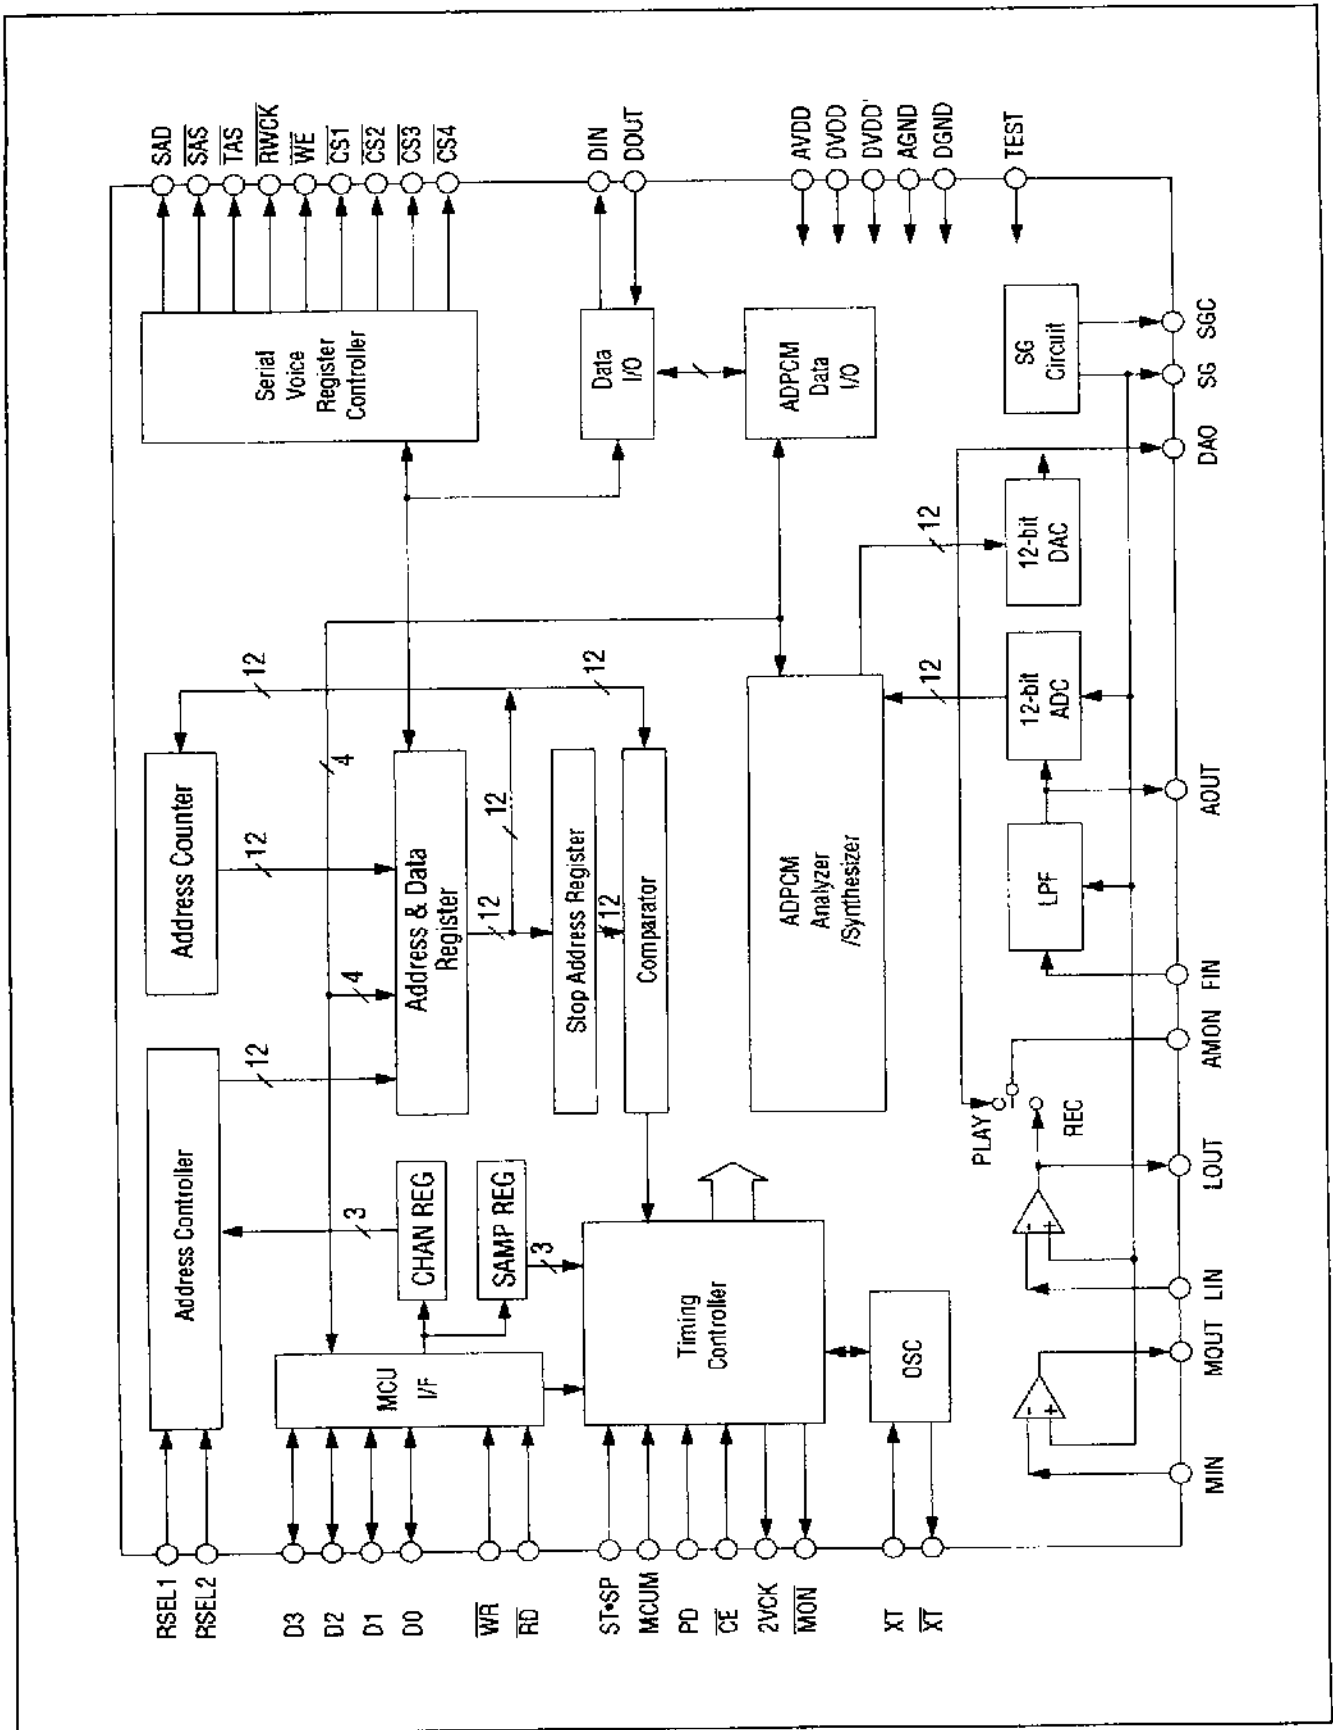 RSEL1
RSEL2
D3
D2
D1
D0
WR
RD
ST•SP
MCUM
PD
CE
2VCK
MON
XT
XT
Address Controller
Address Counter
12
12
12
12
4
4
3
MCU
I/F
CHAN REG
SAMP REG
3
Address & Data
Register
12
12
Stop Address Register
12
Comparator
Timing
Controller
OSC
Serial
Voice
Register
Controller
SAD
SAS
TAS
RWCK
WE
CS1
CS2
CS3
CS4
Data
I/O
DIN
DOUT
ADPCM
Data
I/O
AVDD
DVDD
DVDD'
AGND
DGND
TEST
ADPCM
Analyzer
/Synthesizer
12
12
12-bit
DAC
12-bit
ADC
LPF
SG
Circuit
PLAY
REC
-
+
-
+
MIN
MOUT
LIN
LOUT
AMON
FIN
AOUT
DAO
SG
SGC